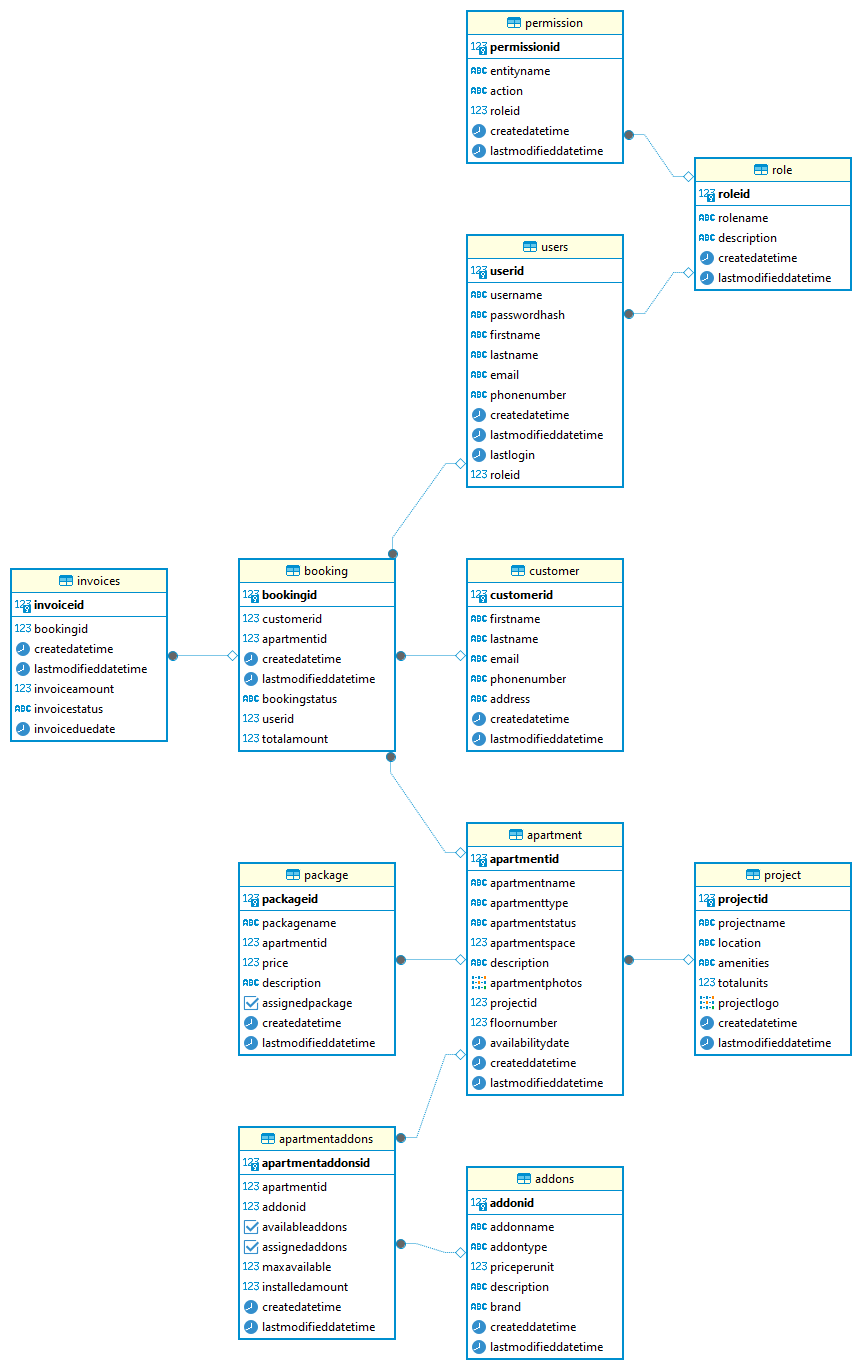 permission
123 permissionid
ABC entityname
ABC action
123 roleid
createdatetime
lastmodifieddatetime
role
123 roleid
ABC rolename
ABC description
createdatetime
lastmodifieddatetime
users
123 userid
ABC username
ABC passwordhash
ABC firstname
ABC lastname
ABC email
ABC phonenumber
createdatetime
lastmodifieddatetime
lastlogin
123 roleid
invoices
123 invoiceid
123 bookingid
createdatetime
lastmodifieddatetime
123 invoiceamount
ABC invoicestatus
invoiceduedate
booking
123 bookingid
123 customerid
123 apartmentid
createdatetime
lastmodifieddatetime
ABC bookingstatus
123 userid
123 totalamount
customer
123 customerid
ABC firstname
ABC lastname
ABC email
ABC phonenumber
ABC address
createdatetime
lastmodifieddatetime
package
123 packageid
ABC packagename
123 apartmentid
123 price
ABC description
assignedpackage
createdatetime
lastmodifieddatetime
apartment
123 apartmentid
ABC apartmentname
ABC apartmenttype
ABC apartmentstatus
123 apartmentspace
ABC description
apartmentphotos
123 projectid
123 floornumber
availabilitydate
createddatetime
lastmodifieddatetime
project
123 projectid
ABC projectname
ABC location
ABC amenities
123 totalunits
projectlogo
createdatetime
lastmodifieddatetime
apartmentaddons
123 apartmentaddonsid
123 apartmentid
123 addonid
availableaddons
assignedaddons
123 maxavailable
123 installedamount
createdatetime
lastmodifieddatetime
addons
123 addonid
ABC addonname
ABC addontype
123 priceperunit
ABC description
ABC brand
createddatetime
lastmodifieddatetime